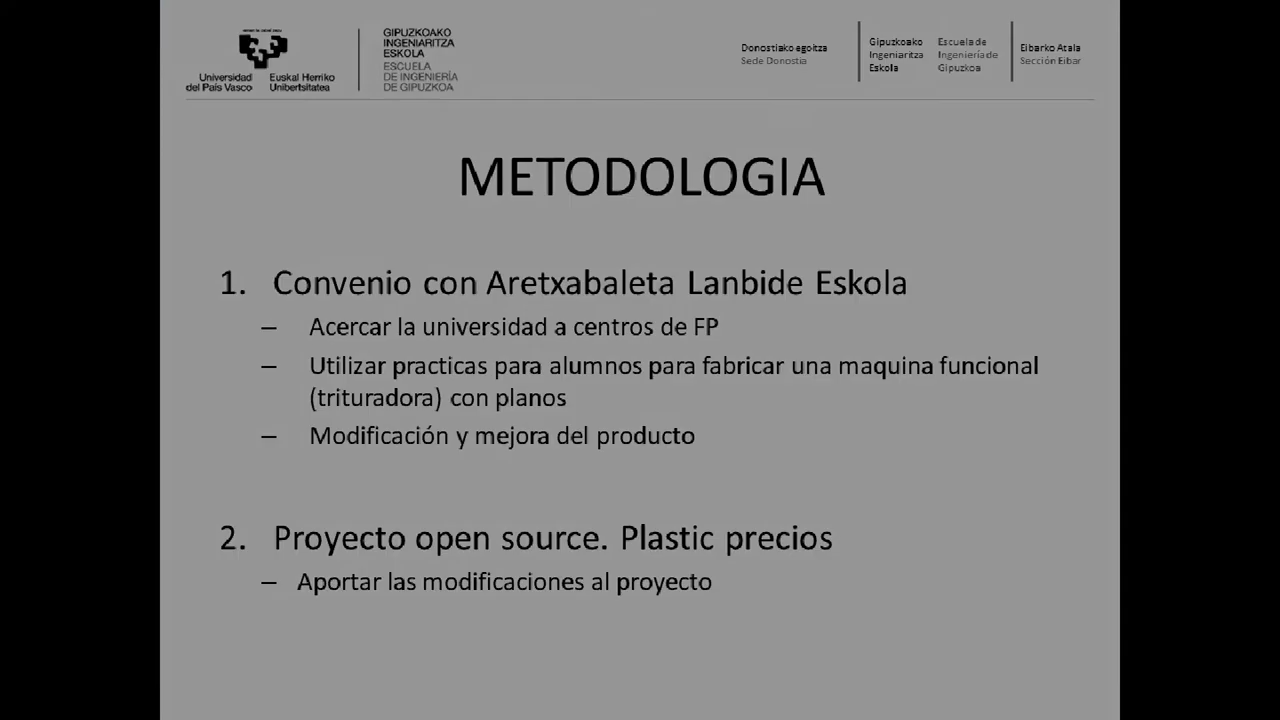 Universidad
del País Vasco
Euskal Herriko
Unibertsitatea
GIPUZKOAKO
INGENIARITZA
ESKOLA
ESCUELA
DE INGENIERÍA
DE GIPUZKOA
Donostiako egoitza
Sede Donostia
Gipuzkoako
Ingeniaritza
Eskola
Escuela de
Ingeniería de
Gipuzkoa
Eibarko Atala
Sección Eibar
METODOLOGIA
1. Convenio con Aretxabaleta Lanbide Eskola
– Acercar la universidad a centros de FP
– Utilizar practicas para alumnos para fabricar una maquina funcional
(trituradora) con planos
– Modificación y mejora del producto
2. Proyecto open source. Plastic precios
– Aportar las modificaciones al proyecto